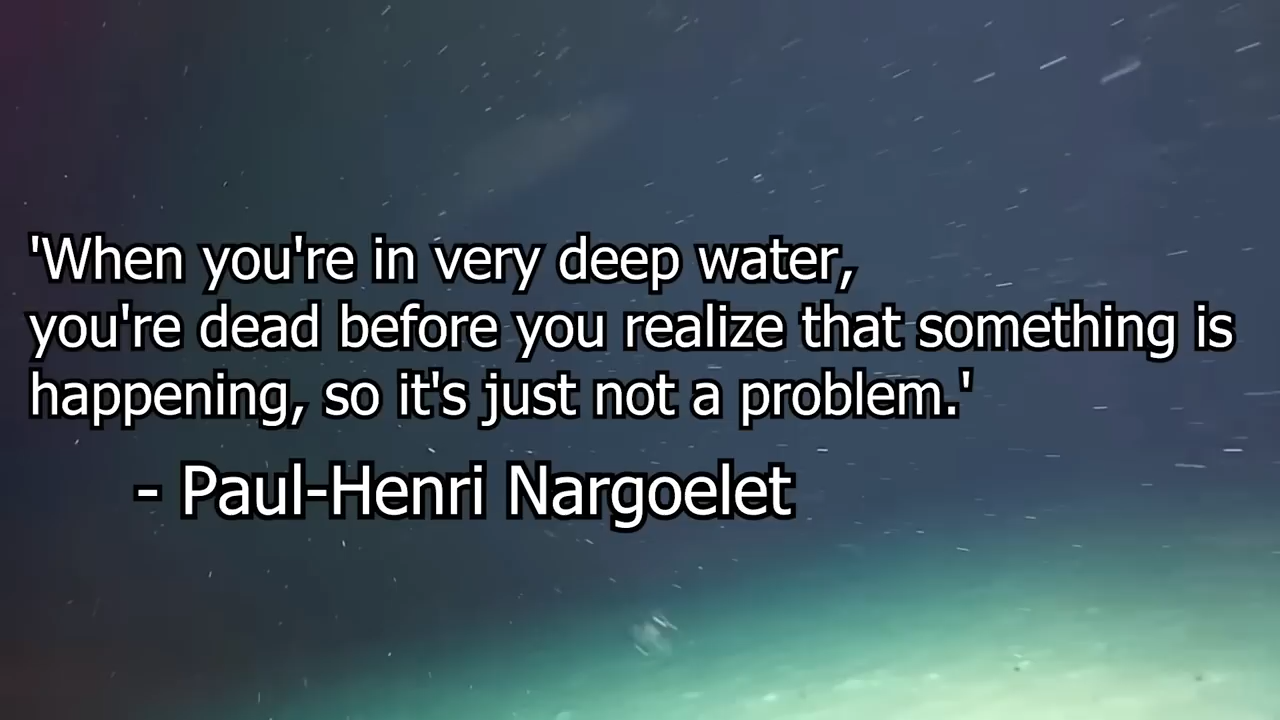 'When you're in very deep water,
you're dead before you realize that something is
happening, so it's just not a problem.'
- Paul-Henri Nargoelet